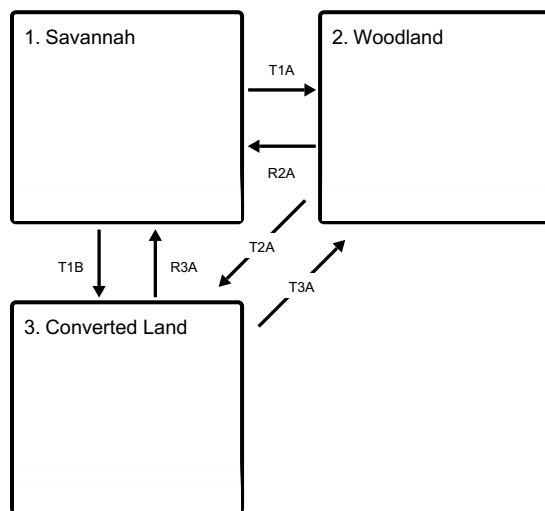 1. Savannah
2. Woodland
T1A
R2A
T1B
R3A
T2A
T3A
3. Converted Land